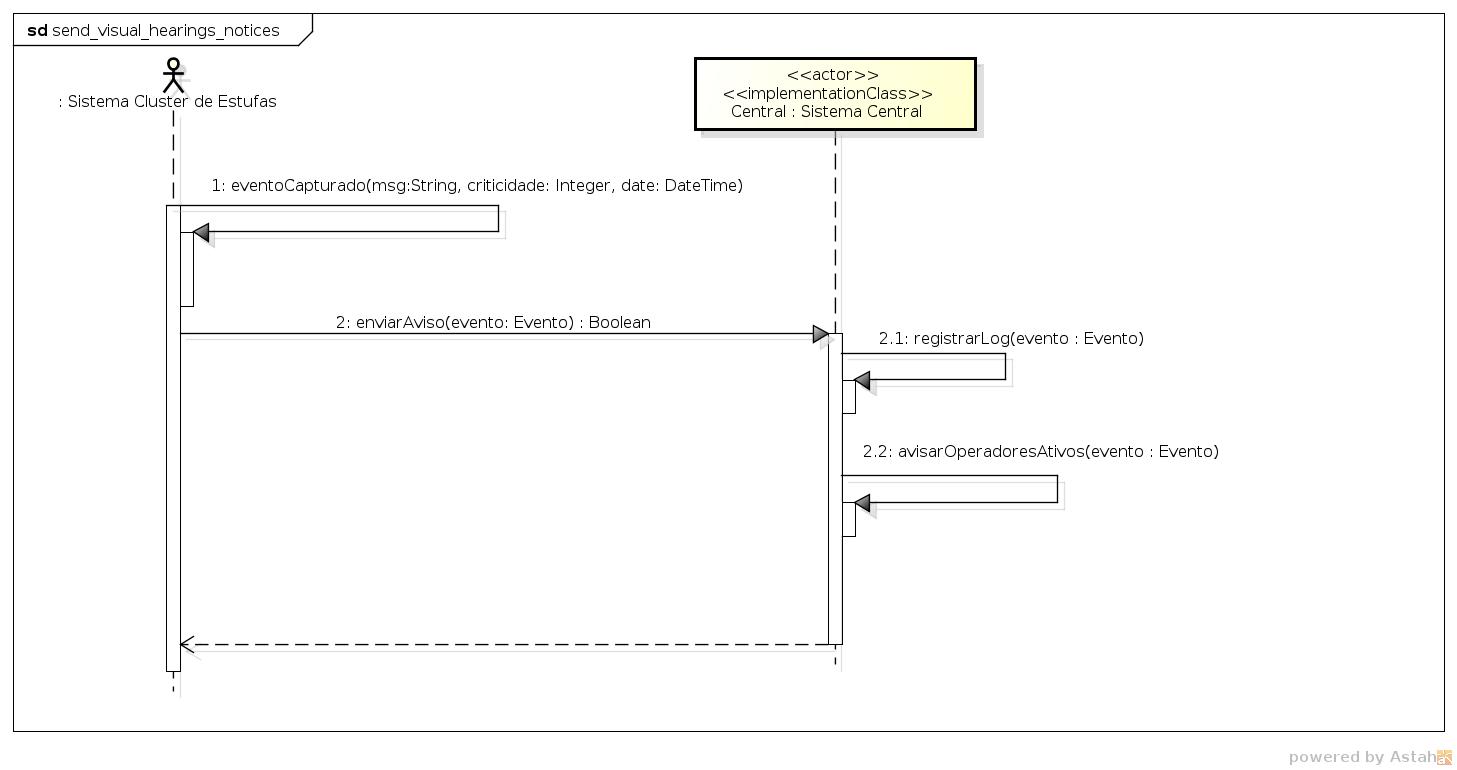 sd send_visual_hearings_notices
: Sistema Cluster de Estufas
<<actor>>
<<implementationClass>>
Central : Sistema Central
1: eventoCapturado(msg:String, criticidade: Integer, date: DateTime)
2: enviarAviso(evento: Evento) : Boolean
2.1: registrarLog(evento : Evento)
2.2: avisarOperadoresAtivos(evento : Evento)
powered by Astah